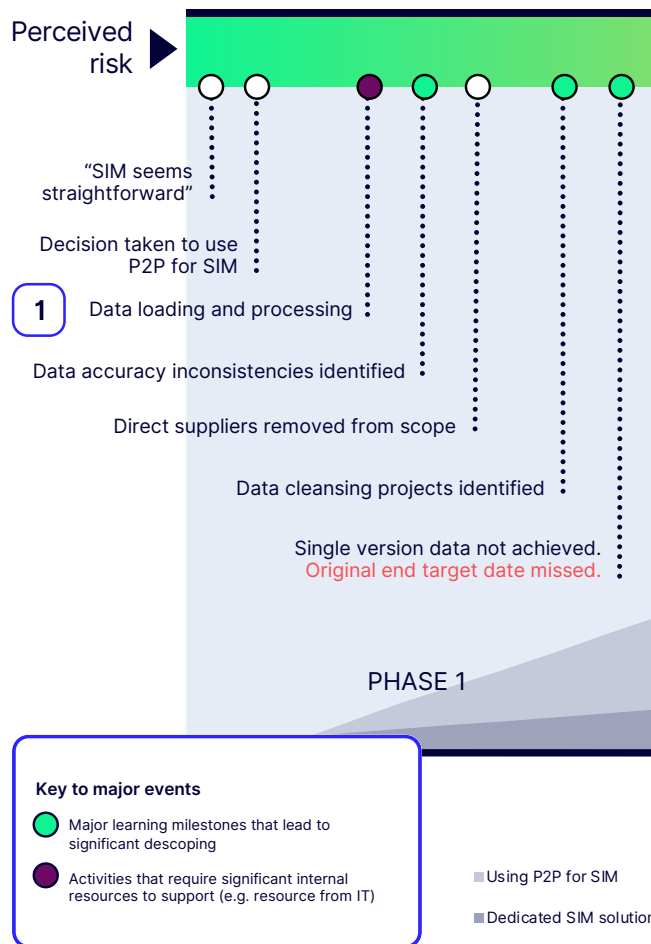 Perceived
risk
“SIM seems
straightforward”
Decision taken to use
P2P for SIM
1
Data loading and processing
Data accuracy inconsistencies identified
Direct suppliers removed from scope
Data cleansing projects identified
Single version data not achieved.
Original end target date missed.
PHASE 1
Key to major events
Major learning milestones that lead to
significant descoping
Activities that require significant internal
resources to support (e.g. resource from IT)
Using P2P for SIM
Dedicated SIM solution